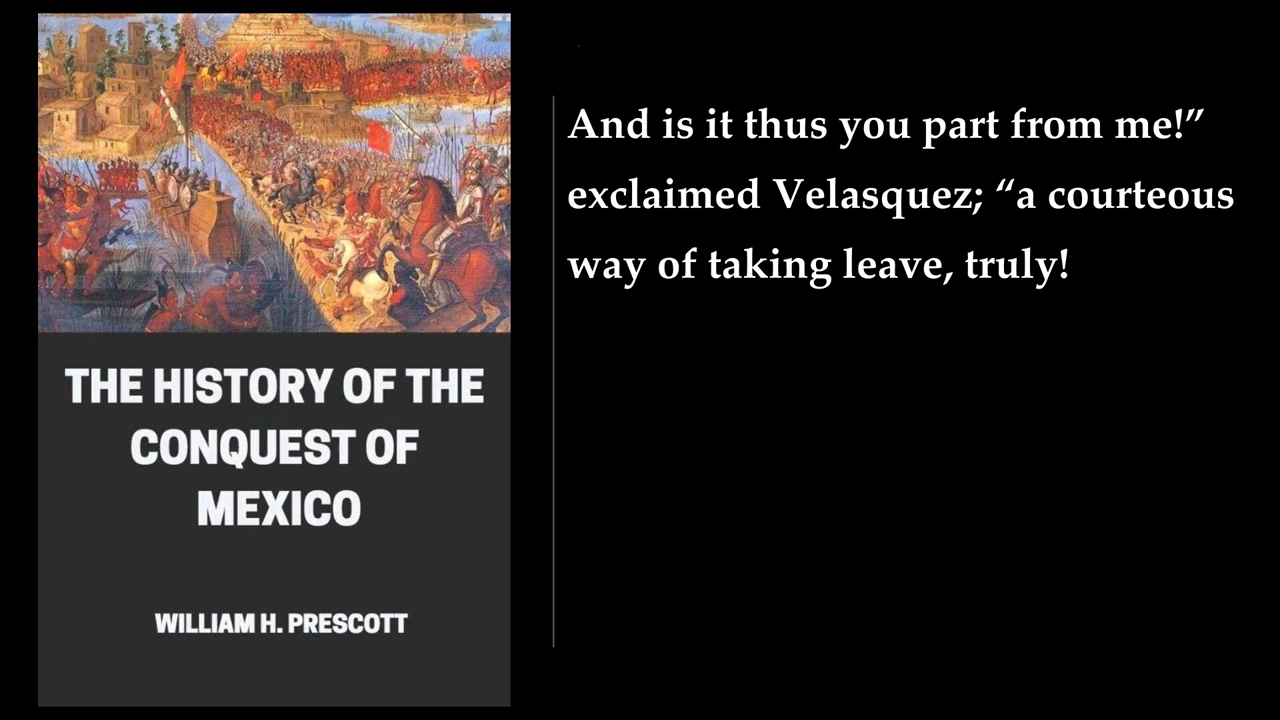 THE HISTORY OF THE
CONQUEST OF
MEXICO
WILLIAM H. PRESCOTT
And is it thus you part from me!”
exclaimed Velasquez; “a courteous
way of taking leave, truly!